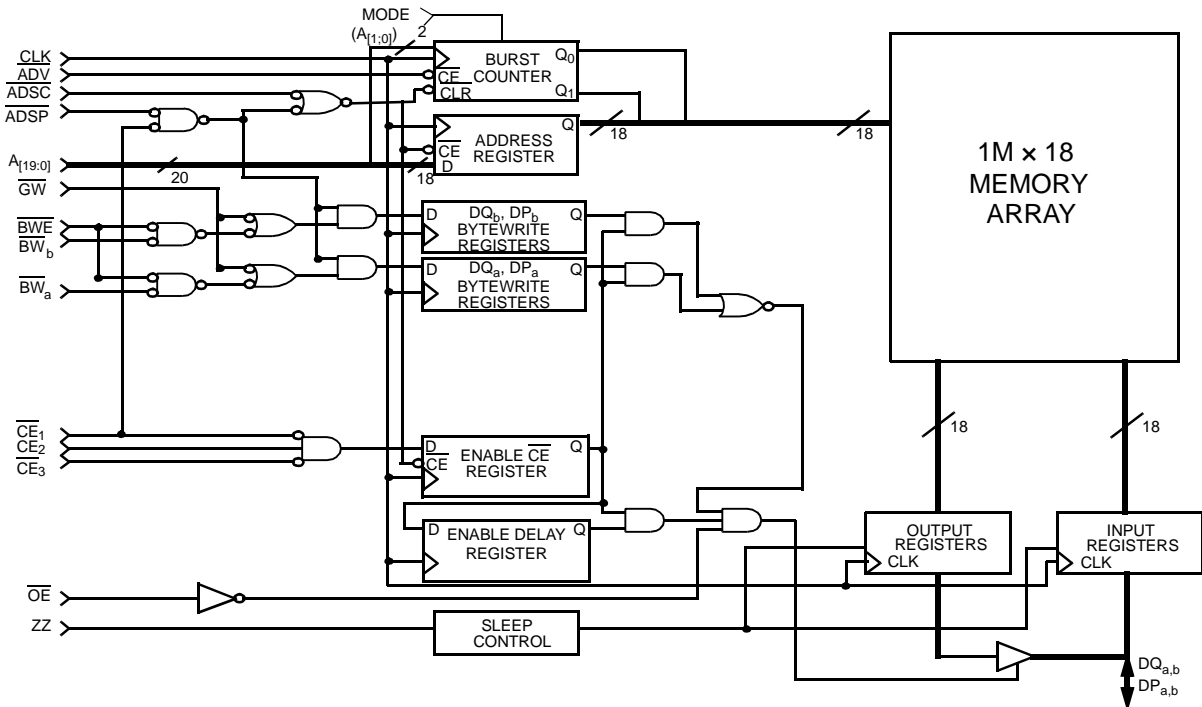 MODE
(A[1;0])
2
CLK
ADV
ADSC
ADSP
A[19:0]
20
18
GW
BWE
BWb
BWa
CE1
CE2
CE3
OE
ZZ
BURST
COUNTER
CE
CLR
Q0
Q1
ADDRESS
REGISTER
CE
D
Q
18
18
DQb, DPb
BYTEWRITE
REGISTERS
D
Q
DQa, DPa
BYTEWRITE
REGISTERS
D
Q
ENABLE CE
REGISTER
D
CE
Q
ENABLE DELAY
REGISTER
D
Q
SLEEP
CONTROL
1M × 18
MEMORY
ARRAY
18
18
OUTPUT
REGISTERS
CLK
INPUT
REGISTERS
CLK
DQa,b
DPa,b